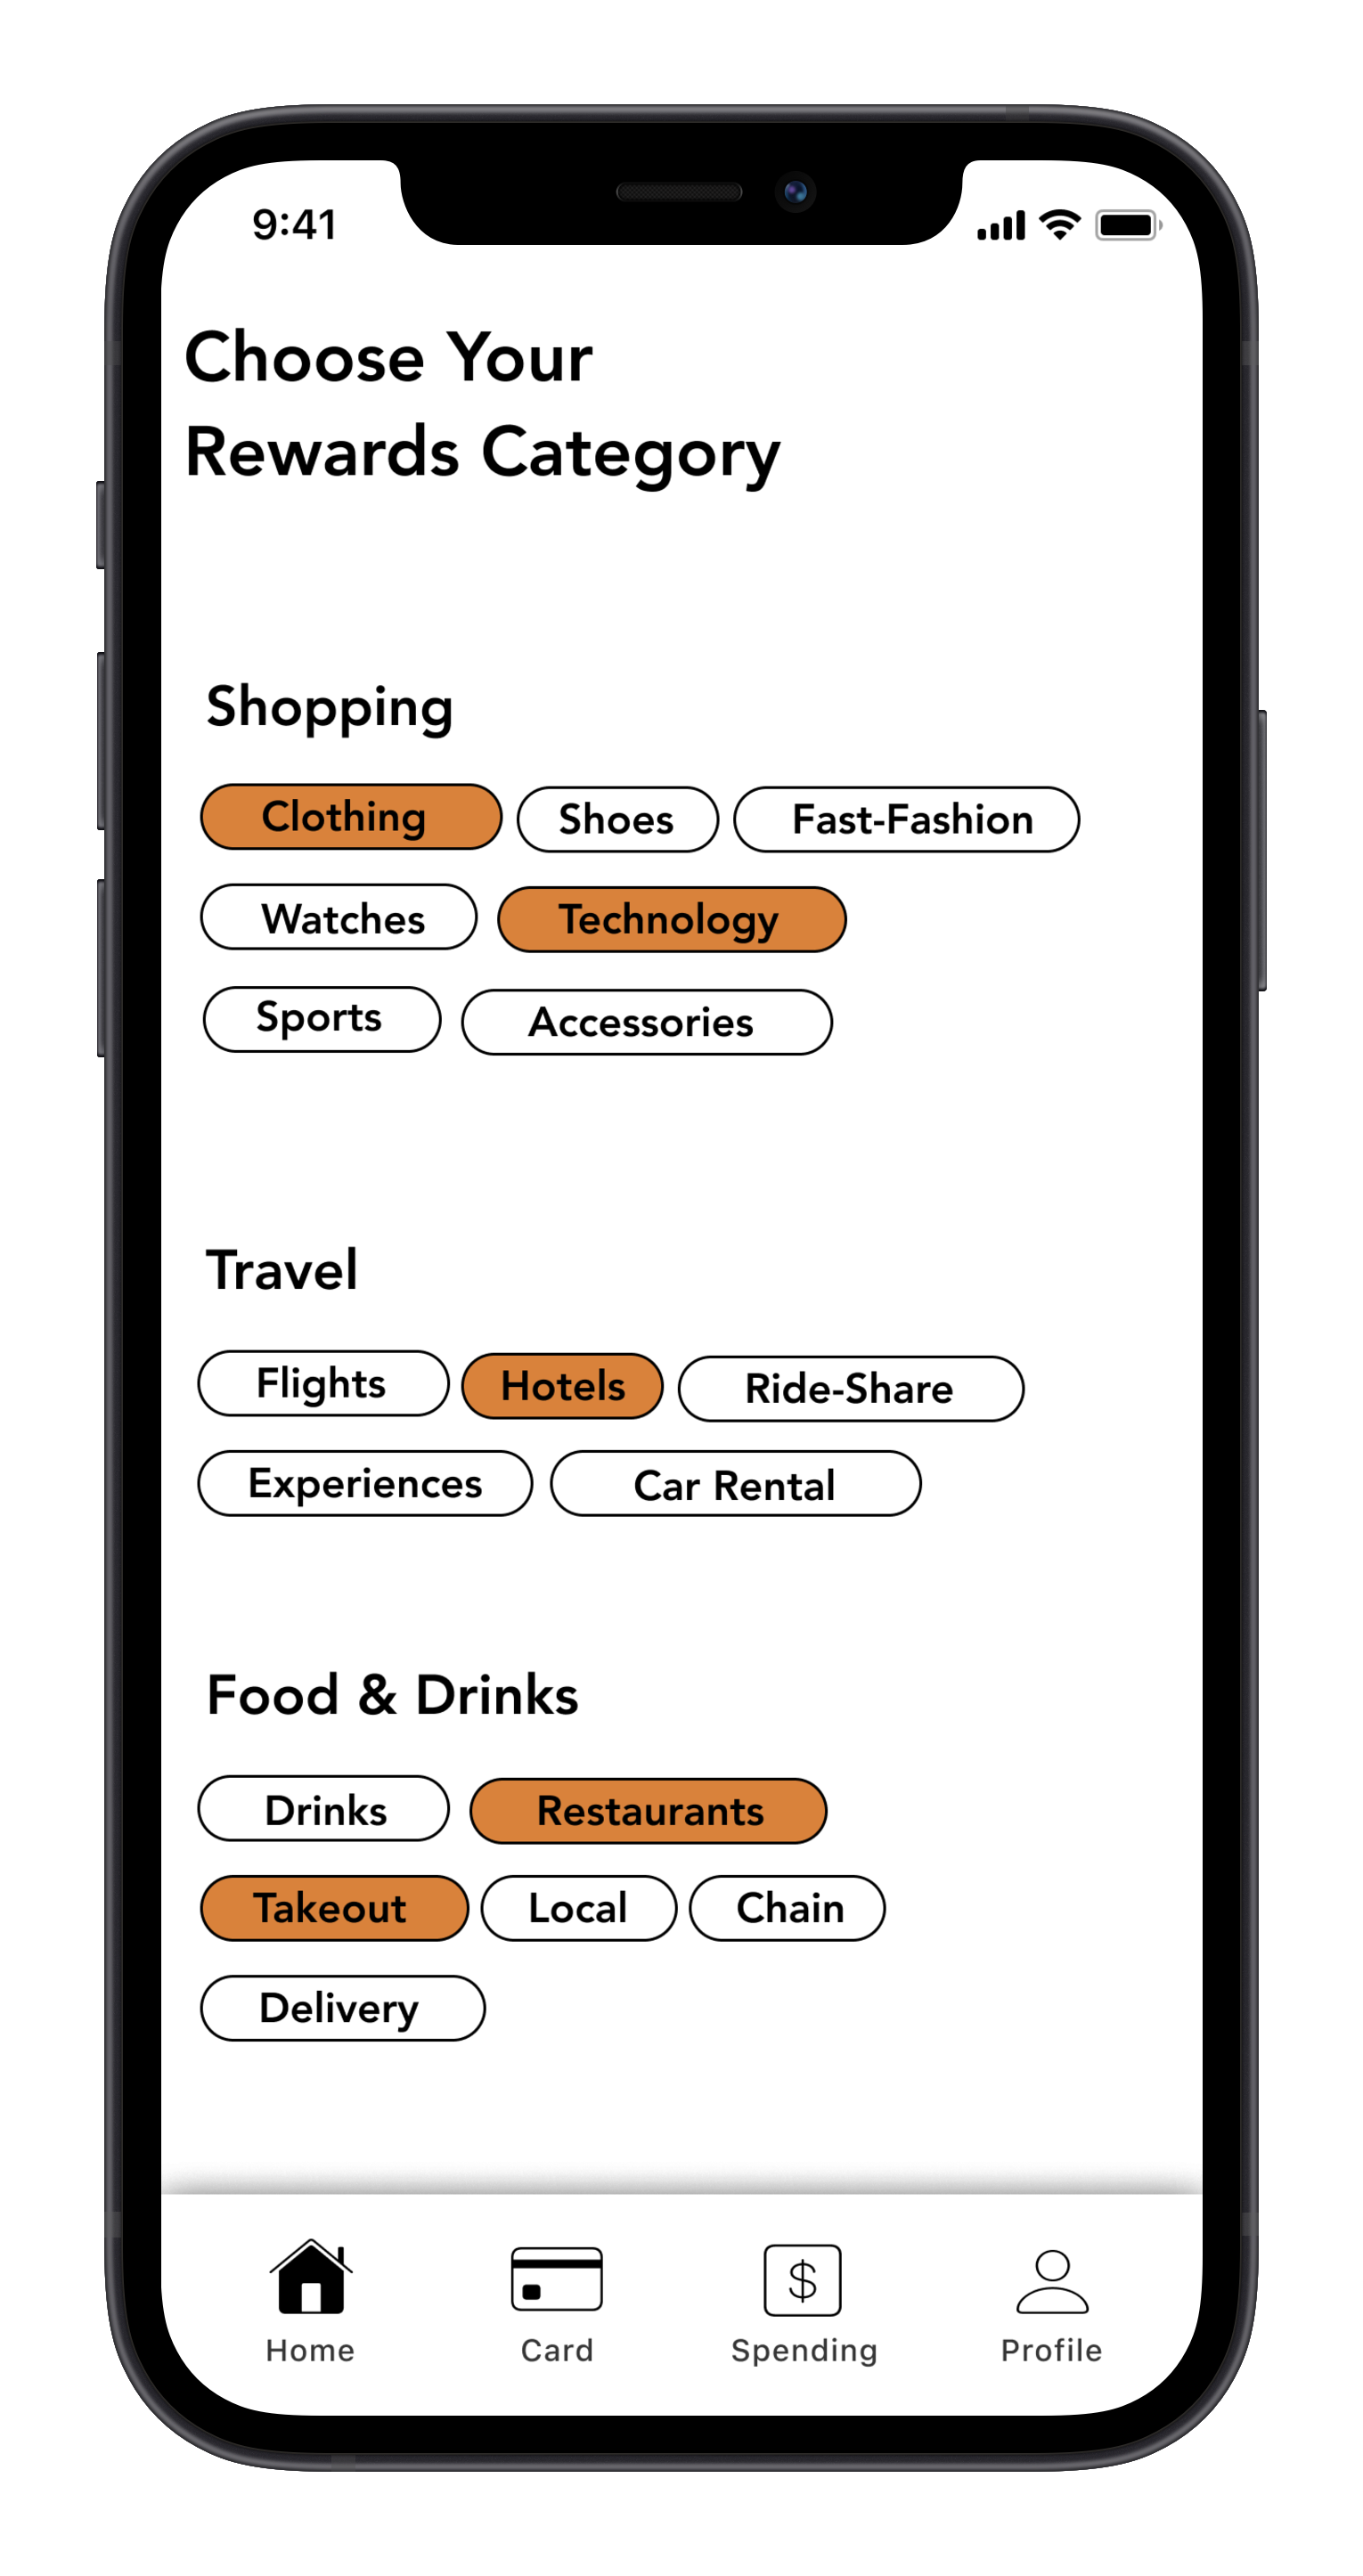 9:41
Choose Your
Rewards Category
Shopping
Clothing Shoes Fast-Fashion
Watches Technology
Sports Accessories
Travel
Flights Hotels Ride-Share
Experiences Car Rental
Food & Drinks
Drinks Restaurants
Takeout Local Chain
Delivery
$
Home Card Spending Profile